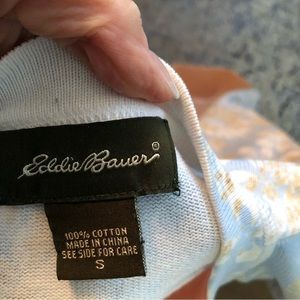 Eddie Bauer®
100% COTTON
MADE IN CHINA
SEE SIDE FOR CARE
S